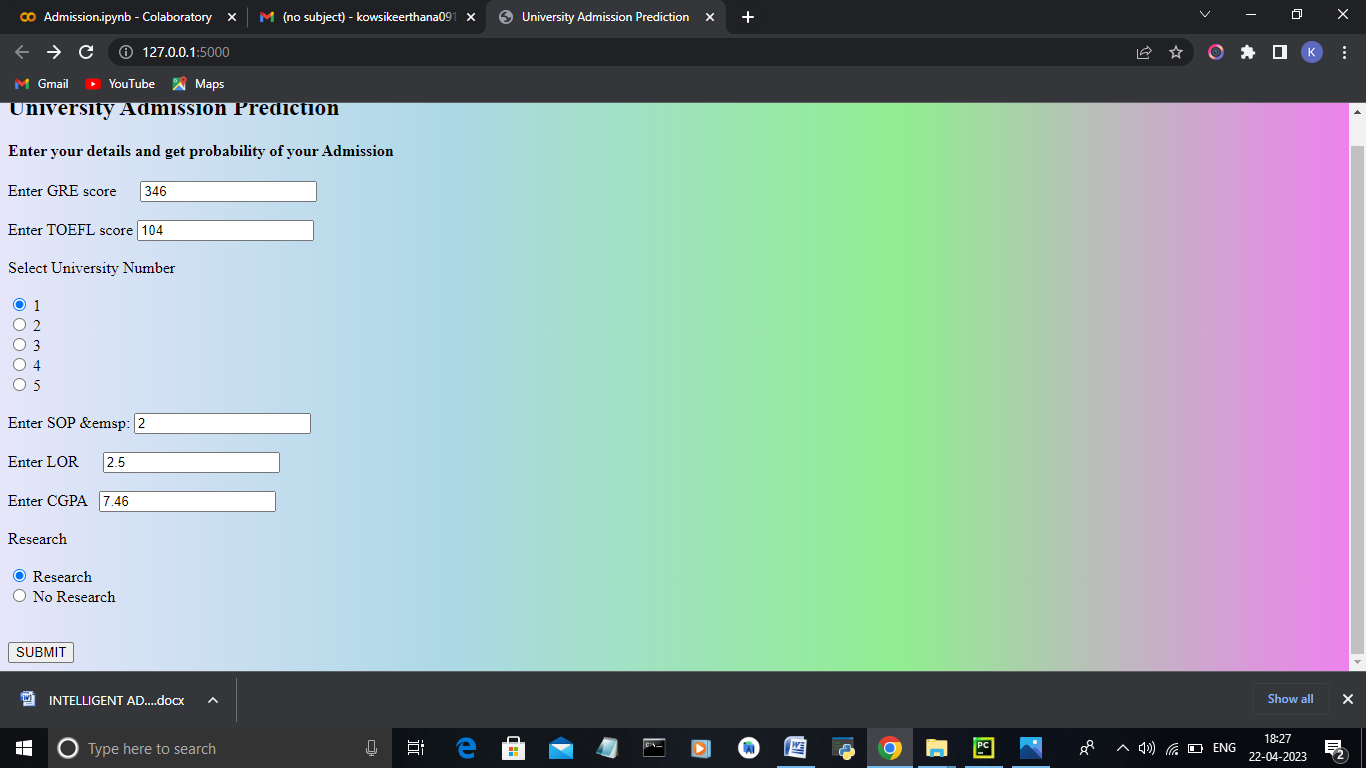 Admission.ipynb - Colaboratory
(no subject) - kowsikeerthana091
University Admission Prediction
127.0.0.1:5000
K
Gmail YouTube Maps
University Admission Prediction
Enter your details and get probability of your Admission
Enter GRE score 346
Enter TOEFL score 104
Select University Number
1
2
3
4
5
Enter SOP &emsp: 2
Enter LOR 2.5
Enter CGPA 7.46
Research
Research
No Research
SUBMIT
INTELLIGENT AD....docx
Show all
Type here to search
PC
ENG
18:27
22-04-2023
2